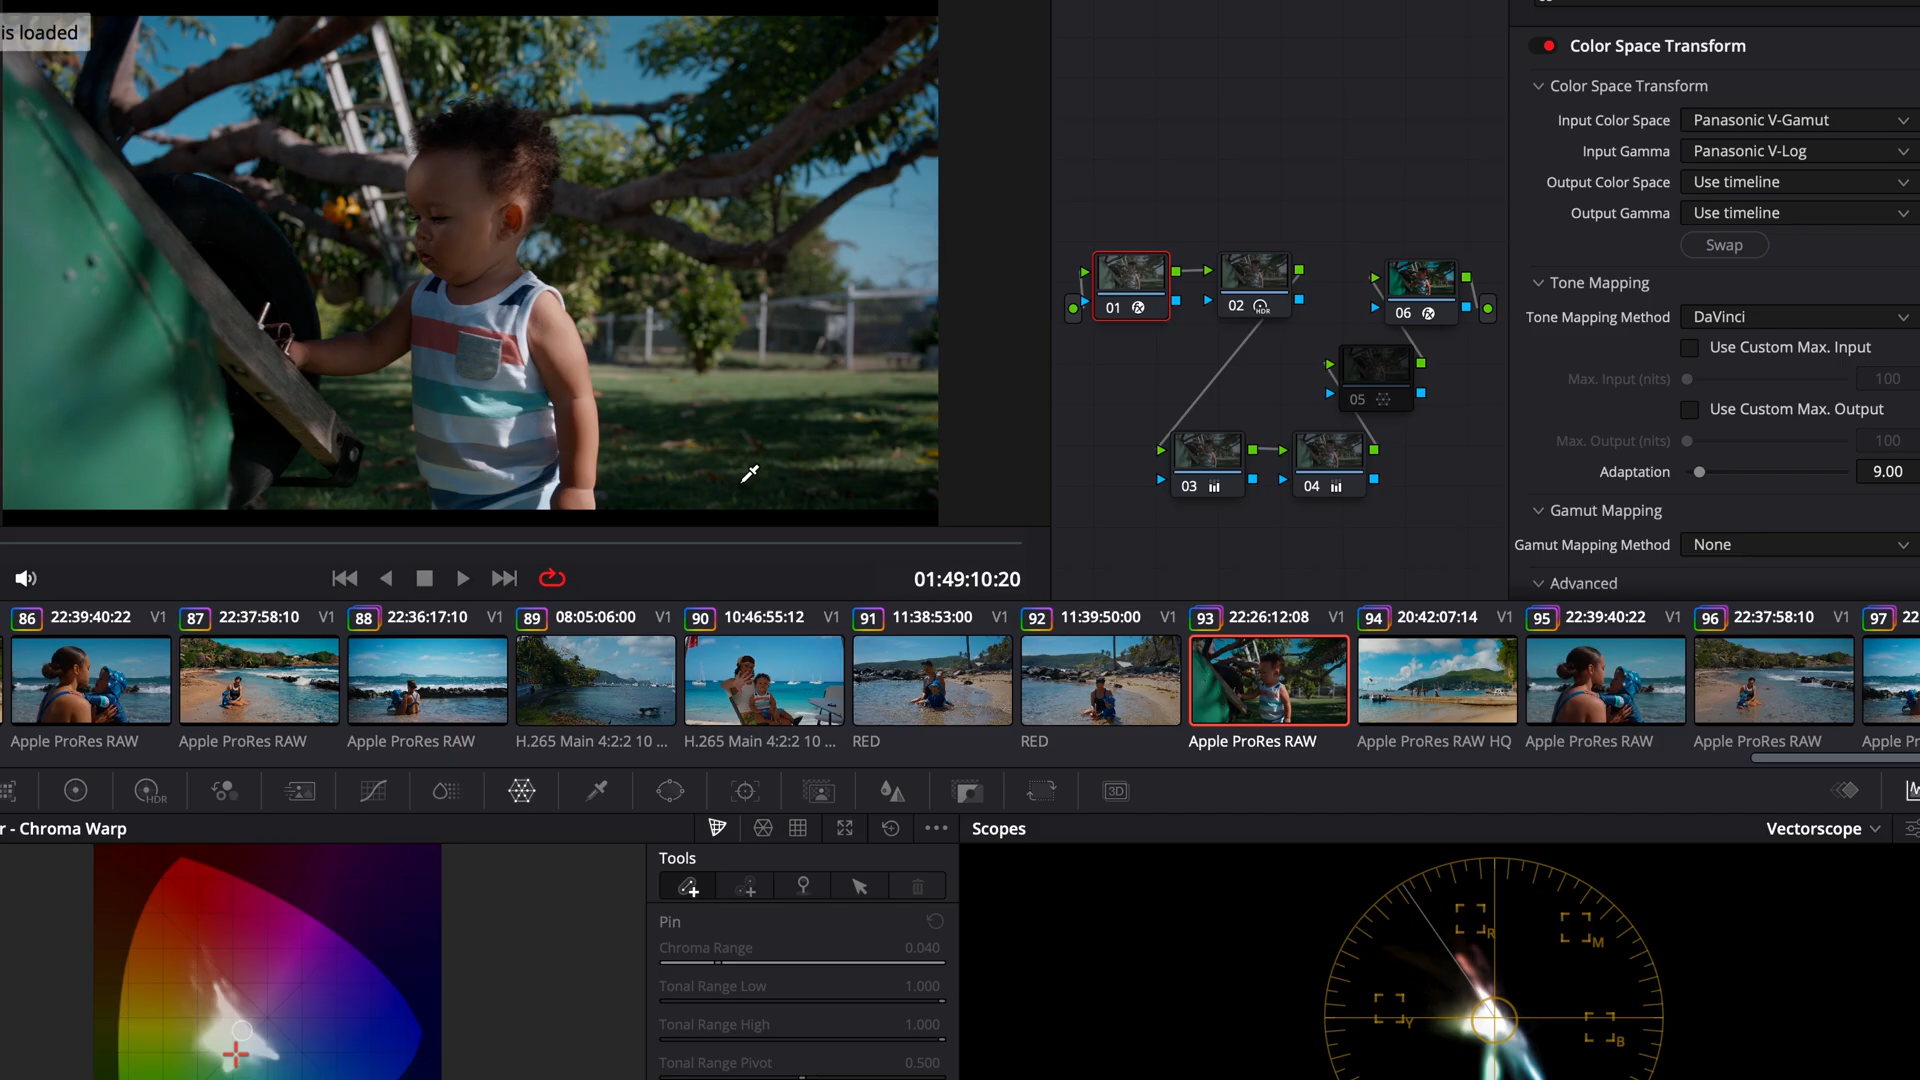 is loaded
Color Space Transform
Color Space Transform
Input Color Space Panasonic V-Gamut
Input Gamma Panasonic V-Log
Output Color Space Use timeline
Output Gamma Use timeline
Swap
Tone Mapping
Tone Mapping Method DaVinci
Use Custom Max. Input
Max. Input (nits) 100
Use Custom Max. Output
Max. Output (nits) 100
Adaptation 9.00
Gamut Mapping
Gamut Mapping Method None
Advanced
01
02 HDR
06
05
03
04
01:49:10:20
86 22:39:40:22 V1
87 22:37:58:10 V1
88 22:36:17:10 V1
89 08:05:06:00 V1
90 10:46:55:12 V1
91 11:38:53:00 V1
92 11:39:50:00 V1
93 22:26:12:08 V1
94 20:42:07:14 V1
95 22:39:40:22 V1
96 22:37:58:10 V1
97 22
Apple ProRes RAW
Apple ProRes RAW
Apple ProRes RAW
H.265 Main 4:2:2 10 ...
H.265 Main 4:2:2 10 ...
RED
RED
Apple ProRes RAW
Apple ProRes RAW HQ
Apple ProRes RAW
Apple ProRes RAW
Apple Pr
HDR
3D
r - Chroma Warp
Scopes
Vectorscope
Tools
Pin
Chroma Range 0.040
Tonal Range Low 1.000
Tonal Range High 1.000
Tonal Range Pivot 0.500
R
M
Y
B